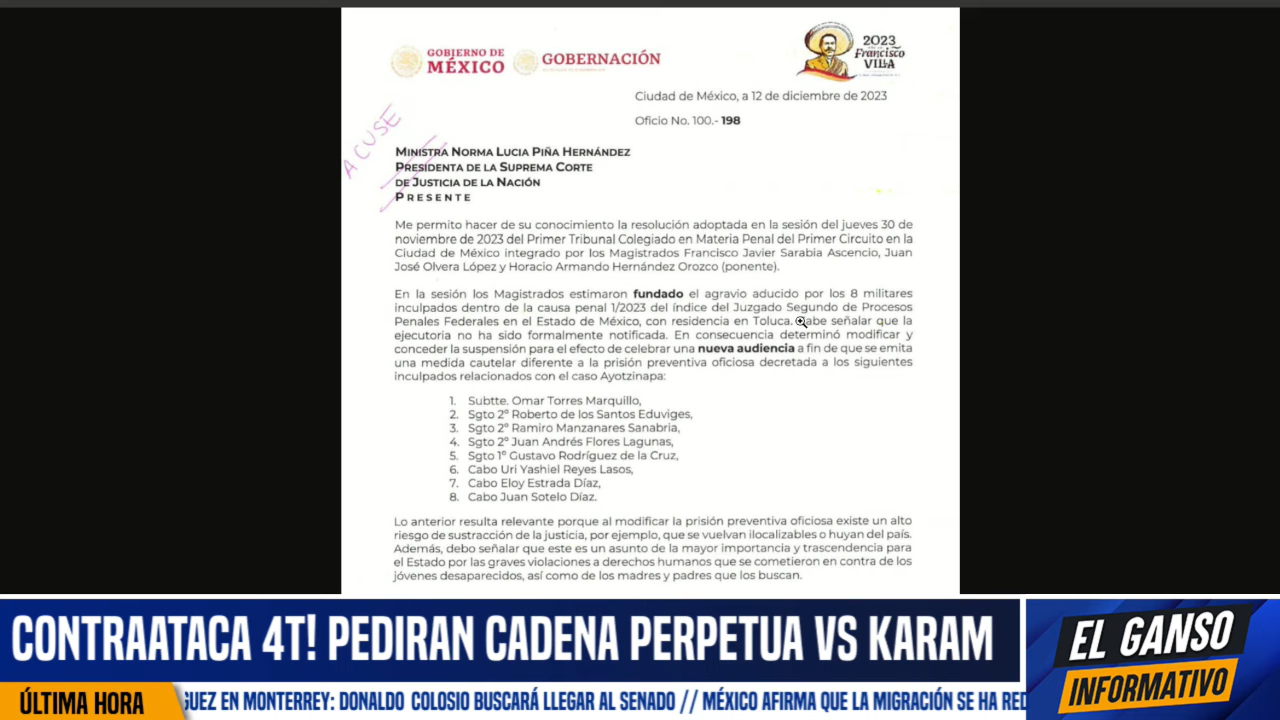 GOBIERNO DE
MÉXICO
GOBERNACIÓN
2023
Francisco
VILLA
Ciudad de México, a 12 de diciembre de 2023
Oficio No. 100.- 198
ACUSE
MINISTRA NORMA LUCIA PIÑA HERNÁNDEZ
PRESIDENTA DE LA SUPREMA CORTE
DE JUSTICIA DE LA NACIÓN
PRESENTE
Me permito hacer de su conocimiento la resolución adoptada en la sesión del jueves 30 de
noviembre de 2023 del Primer Tribunal Colegiado en Materia Penal del Primer Circuito en la
Ciudad de México integrado por los Magistrados Francisco Javier Sarabia Ascencio, Juan
José Olvera López y Horacio Armando Hernández Orozco (ponente).
En la sesión los Magistrados estimaron fundado el agravio aducido por los 8 militares
inculpados dentro de la causa penal 1/2023 del índice del Juzgado Segundo de Procesos
Penales Federales en el Estado de México, con residencia en Toluca. Cabe señalar que la
ejecutoria no ha sido formalmente notificada. En consecuencia determinó modificar y
conceder la suspensión para el efecto de celebrar una nueva audiencia a fin de que se emita
una medida cautelar diferente a la prisión preventiva oficiosa decretada a los siguientes
inculpados relacionados con el caso Ayotzinapa:
1. Subtte. Omar Torres Marquillo,
2. Sgto 2º Roberto de los Santos Eduviges,
3. Sgto 2º Ramiro Manzanares Sanabria,
4. Sgto 2º Juan Andrés Flores Lagunas,
5. Sgto 1º Gustavo Rodríguez de la Cruz,
6. Cabo Uri Yashiel Reyes Lasos,
7. Cabo Eloy Estrada Díaz,
8. Cabo Juan Sotelo Díaz.
Lo anterior resulta relevante porque al modificar la prisión preventiva oficiosa existe un alto
riesgo de sustracción de la justicia, por ejemplo, que se vuelvan ilocalizables o huyan del país.
Además, debo señalar que este es un asunto de la mayor importancia y trascendencia para
el Estado por las graves violaciones a derechos humanos que se cometieron en contra de los
jóvenes desaparecidos, así como de los madres y padres que los buscan.
CONTRAATACA 4T! PEDIRAN CADENA PERPETUA VS KARAM
EL GANSO
INFORMATIVO
ÚLTIMA HORA
GUEZ EN MONTERREY: DONALDO COLOSIO BUSCARÁ LLEGAR AL SENADO // MÉXICO AFIRMA QUE LA MIGRACIÓN SE HA RED